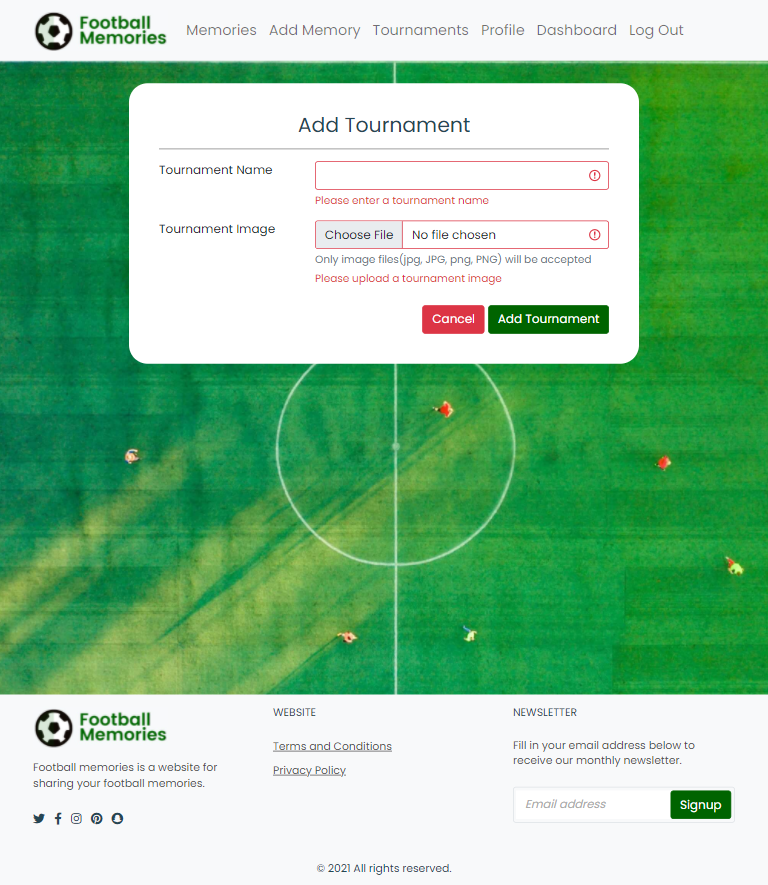 Football
Memories
Memories Add Memory Tournaments Profile Dashboard Log Out
Add Tournament
Tournament Name
Please enter a tournament name
Tournament Image
Choose File No file chosen
Only image files(jpg, JPG, png, PNG) will be accepted
Please upload a tournament image
Cancel Add Tournament
Football
Memories
Football memories is a website for
sharing your football memories.
WEBSITE
Terms and Conditions
Privacy Policy
NEWSLETTER
Fill in your email address below to
receive our monthly newsletter.
Email address Signup
© 2021 All rights reserved.